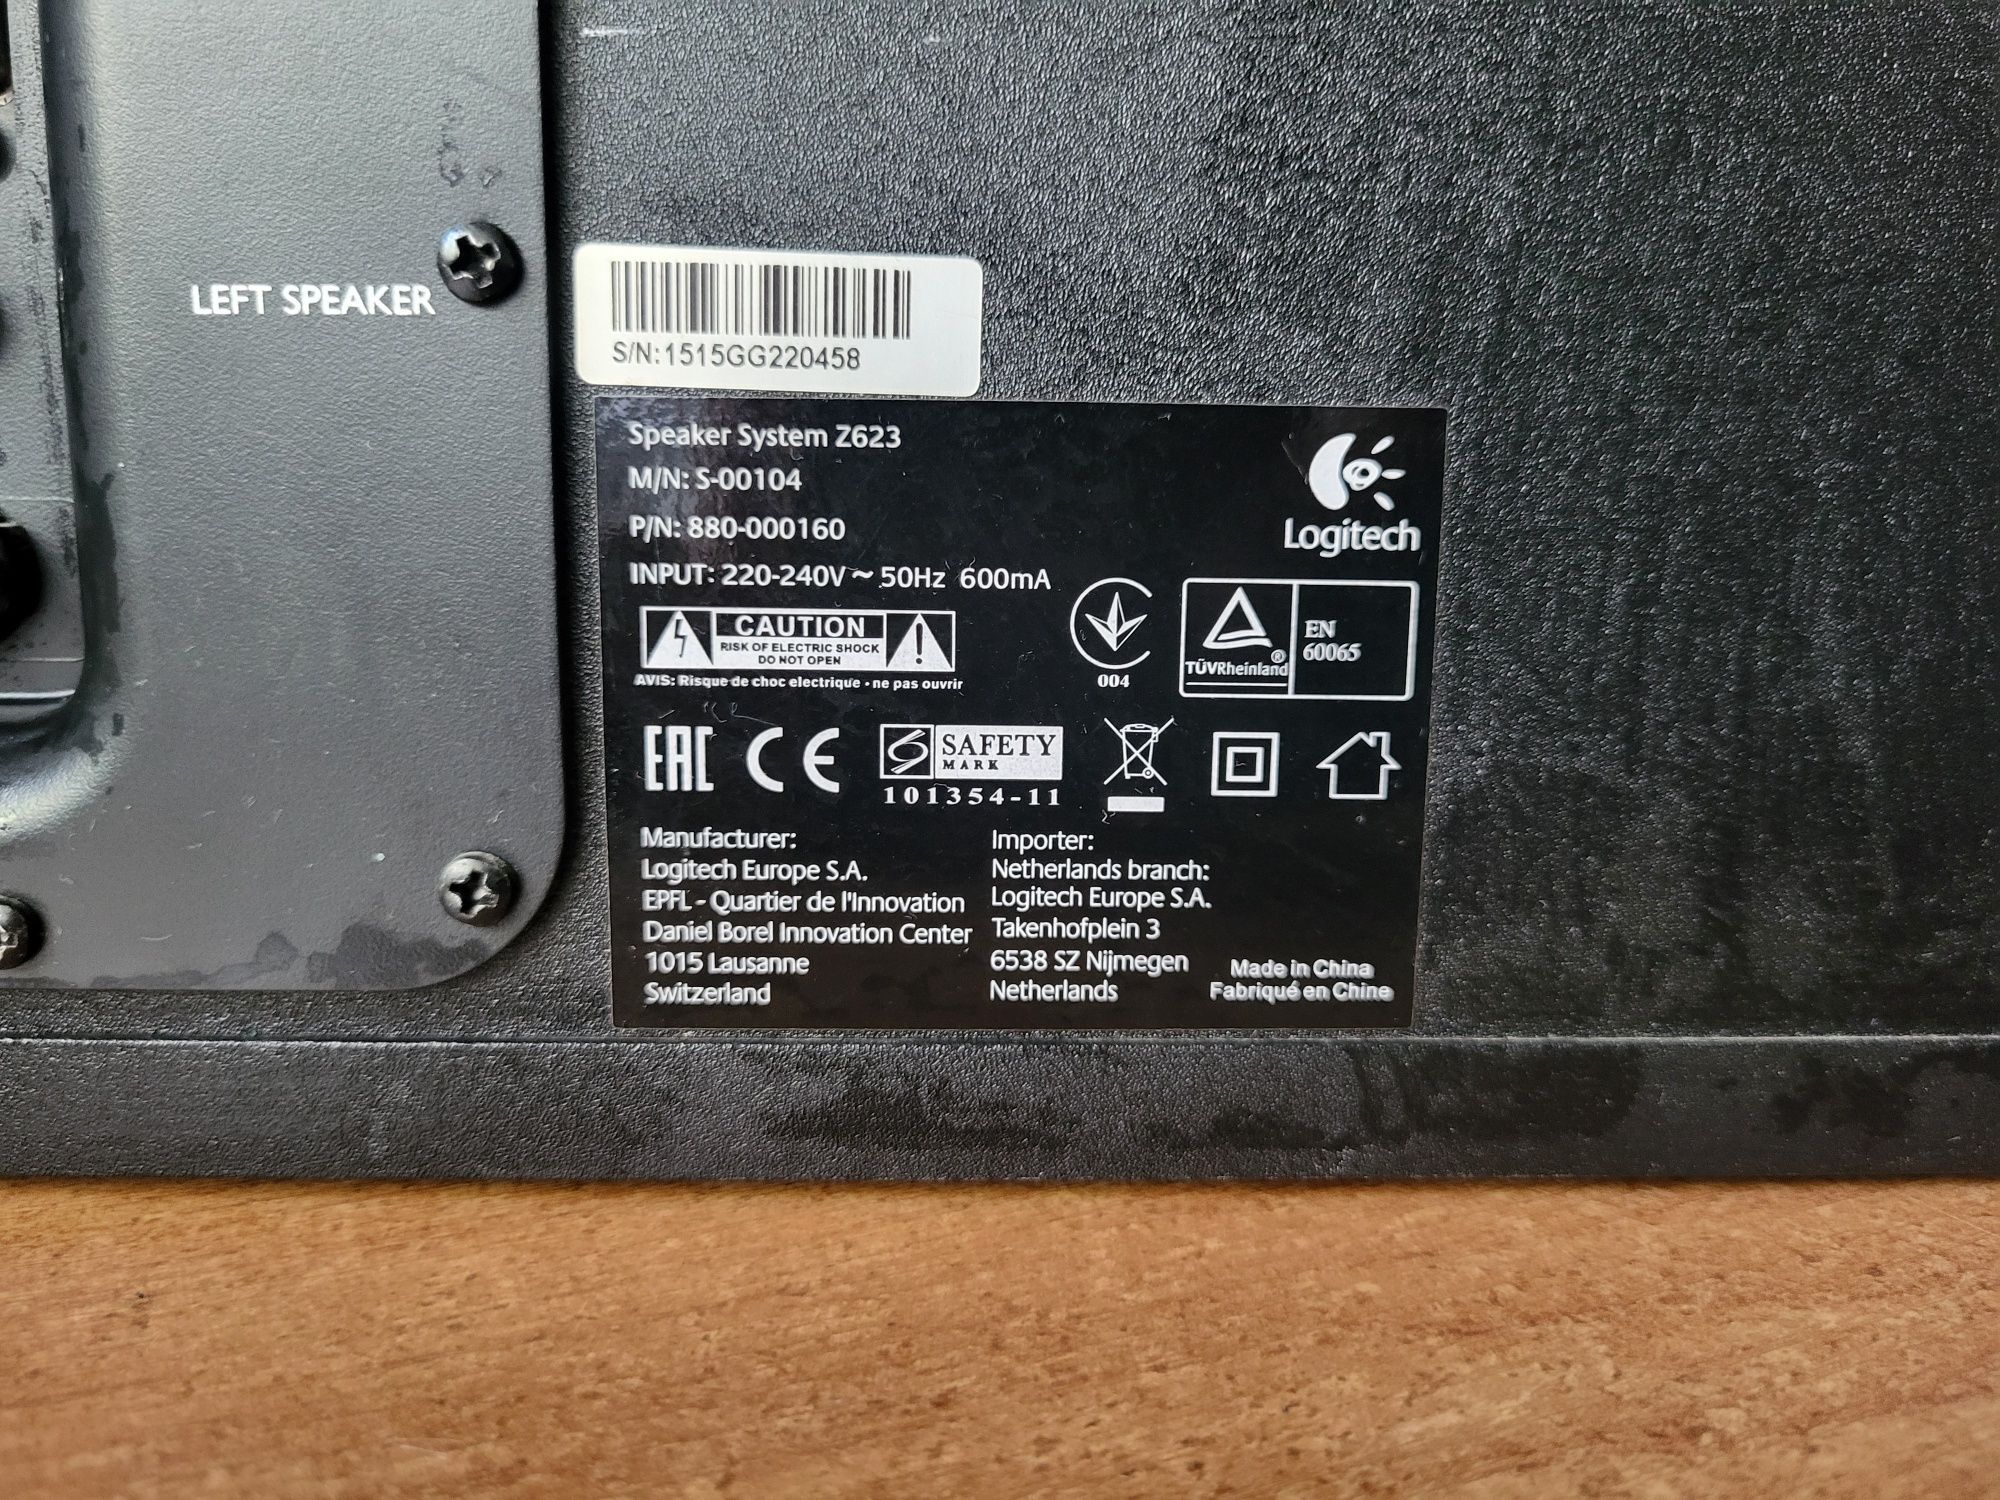 LEFT SPEAKER
S/N:1515GG220458
Speaker System Z623
M/N: S-00104
P/N: 880-000160
INPUT: 220-240V ~ 50Hz 600mA
Logitech
CAUTION
RISK OF ELECTRIC SHOCK
DO NOT OPEN
AVIS: Risque de choc electrique - ne pas ouvrir
004
TÜVRheinland®
EN
60065
EAC CE
SAFETY
MARK
101354-11
Manufacturer:
Logitech Europe S.A.
EPFL - Quartier de l'Innovation
Daniel Borel Innovation Center
1015 Lausanne
Switzerland
Importer:
Netherlands branch:
Logitech Europe S.A.
Takenhofplein 3
6538 SZ Nijmegen
Netherlands
Made in China
Fabriqué en Chine